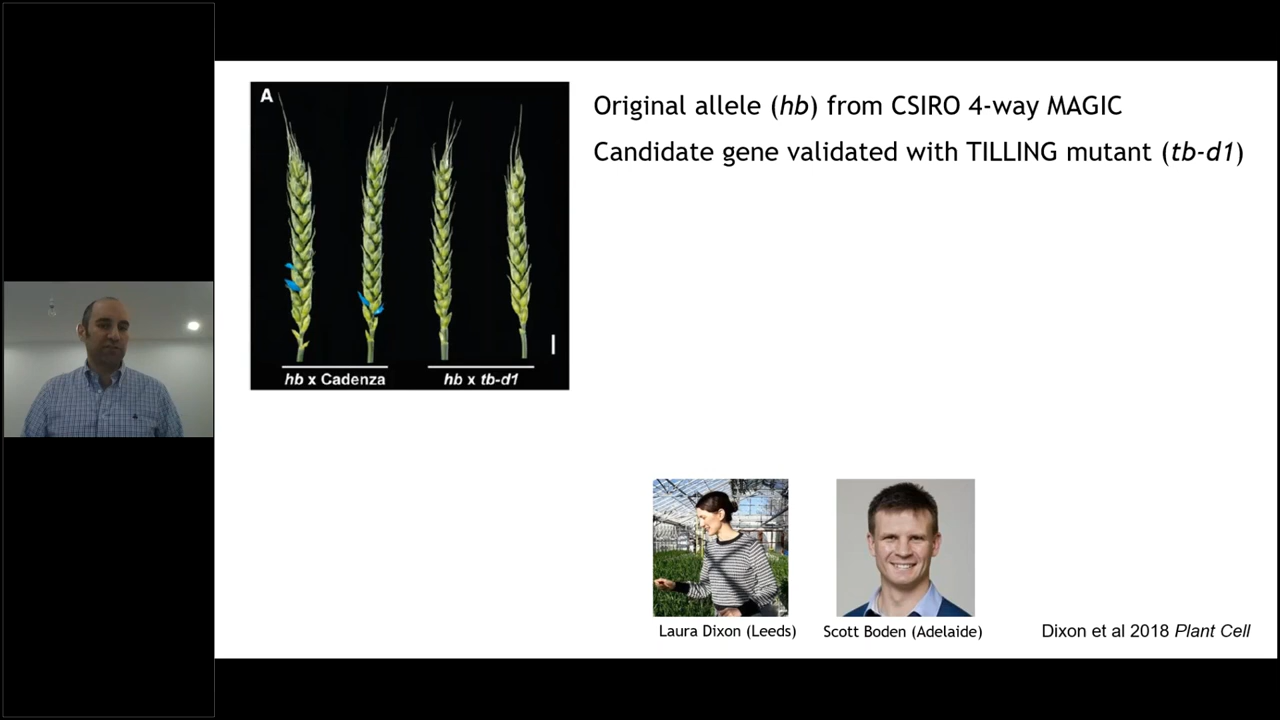 A
hb x Cadenza
hb x tb-d1
Original allele (hb) from CSIRO 4-way MAGIC
Candidate gene validated with TILLING mutant (tb-d1)
Laura Dixon (Leeds)
Scott Boden (Adelaide)
Dixon et al 2018 Plant Cell